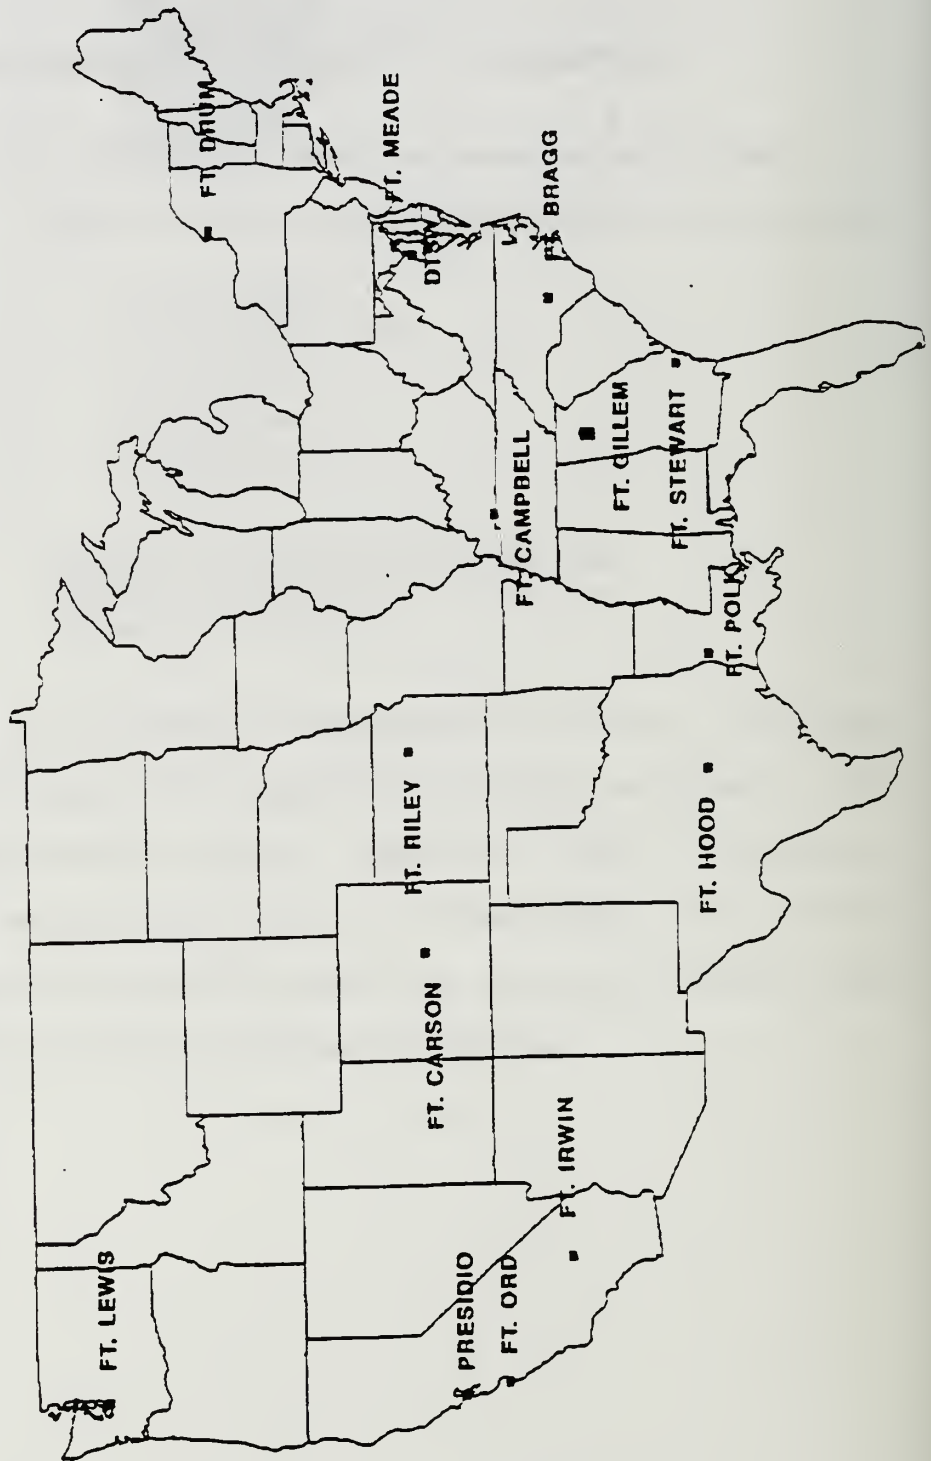 FT. LEWIS
PRESIDIO
FT. ORD
FT. IRWIN
FT. CARSON
FT. RILEY
FT. HOOD
FT. POLK
FT. CAMPBELL
FT. GILLEM
FT. STEWART
FT. BRAGG
FT. MEADE
FT. DRUM